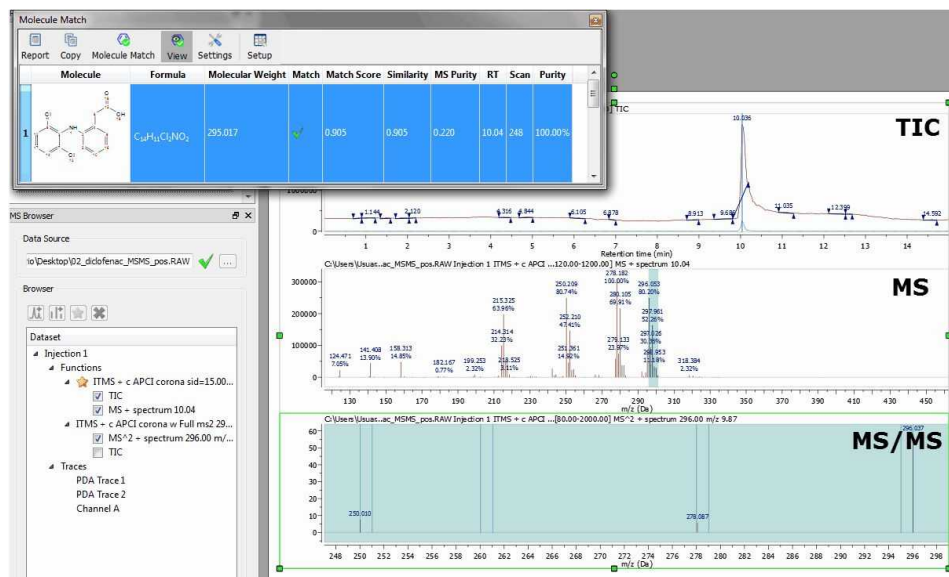 Molecule Match
Report Copy Molecule Match View Settings Setup
Molecule Formula Molecular Weight Match Match Score Similarity MS Purity RT Scan Purity
1 C₁₄H₁₁Cl₂NO₂ 295.017 0.905 0.905 0.220 10.04 248 100.00%
] TIC
TIC
10.036
1.144 2.120 4.316 4.844 6.105 6.978 8.913 9.686 11.035 12.399 14.592
0
1 2 3 4 5 6 7 8 9 10 11 12 13 14
Retention time (min)
MS Browser
Data Source
io\Desktop\02_diclofenac_MSMS_pos.RAW ...
Browser
Dataset
Injection 1
Functions
ITMS + c APCI corona sid=15.00...
TIC
MS + spectrum 10.04
ITMS + c APCI corona w Full ms2 29...
MS^2 + spectrum 296.00 m/...
TIC
Traces
PDA Trace 1
PDA Trace 2
Channel A
C:\Users\Usuar...ac_MSMS_pos.RAW Injection 1 ITMS + c APCI ...120.00-1200.00] MS + spectrum 10.04
MS
300000
200000
100000
0
278.182
100.00%
250.209
80.74%
296.053
80.20%
280.105
69.91%
215.325
63.96%
297.961
52.26%
252.210
47.41%
214.314
32.23%
279.133
23.97%
251.261
14.92%
158.313
14.85%
141.408
13.90%
298.953
11.18%
124.471
7.05%
218.525
3.11%
199.253
2.32%
318.384
2.32%
182.167
0.77%
130 150 170 190 210 230 250 270 290 310 330 350 370 390 410 430 450
m/z (Da)
C:\Users\Usuar...ac_MSMS_pos.RAW Injection 1 ITMS + c APCI ...[80.00-2000.00] MS^2 + spectrum 296.00 m/z 9.87
MS/MS
60
50
40
30
20
10
0
250.010
278.087
296.037
248 250 252 254 256 258 260 262 264 266 268 270 272 274 276 278 280 282 284 286 288 290 292 294 296 298
m/z (Da)